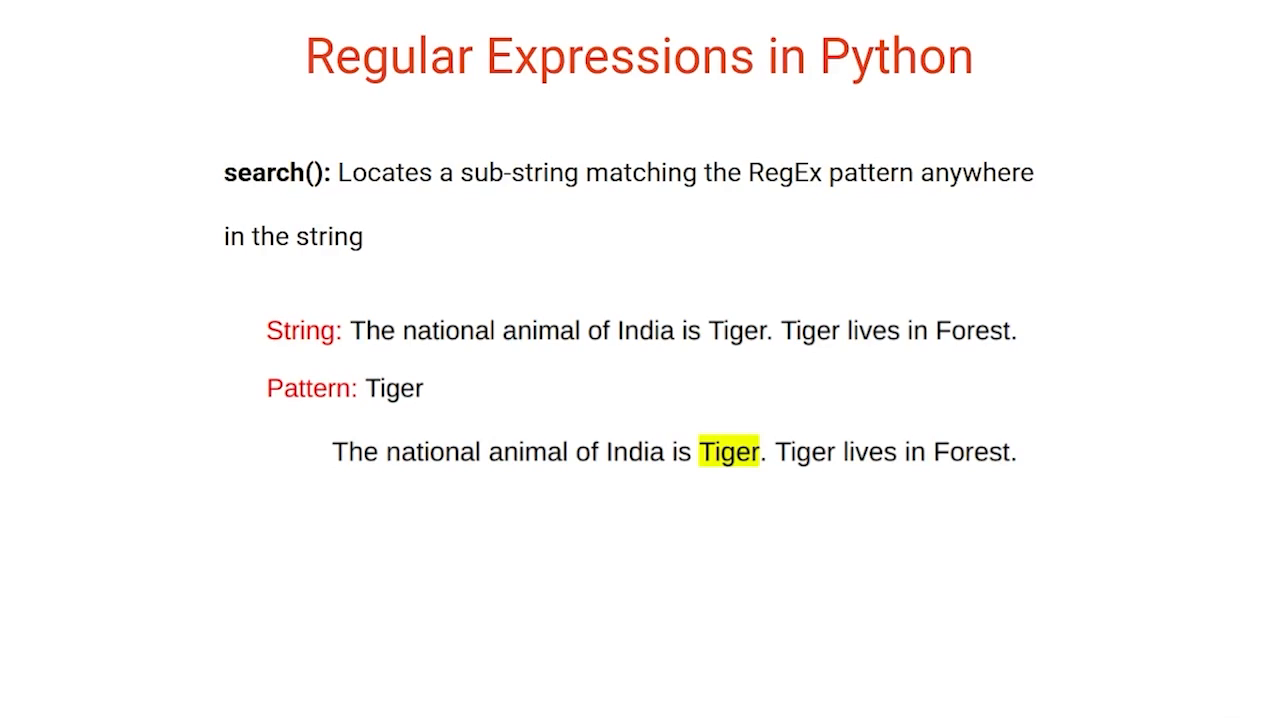 Regular Expressions in Python
search(): Locates a sub-string matching the RegEx pattern anywhere
in the string
String: The national animal of India is Tiger. Tiger lives in Forest.
Pattern: Tiger
The national animal of India is Tiger. Tiger lives in Forest.